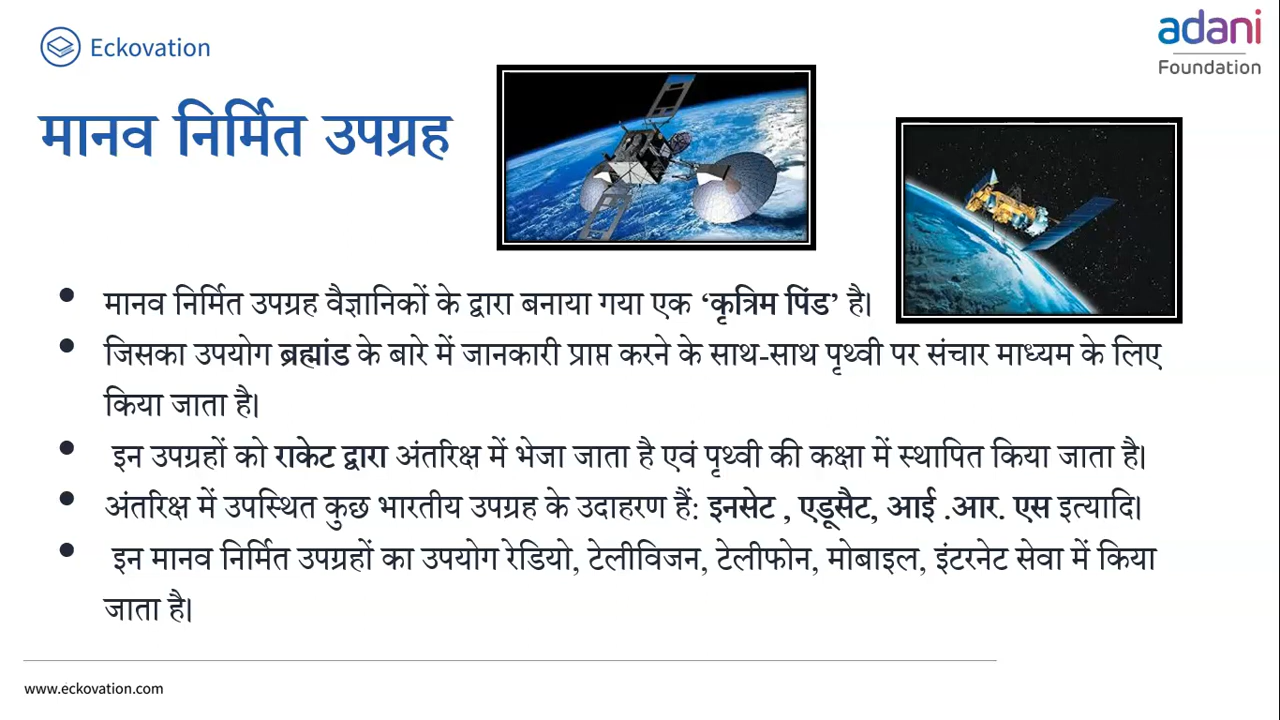 Eckovation
adani
Foundation
मानव निर्मित उपग्रह
• मानव निर्मित उपग्रह वैज्ञानिकों के द्वारा बनाया गया एक ‘कृत्रिम पिंड’ है।
• जिसका उपयोग ब्रह्मांड के बारे में जानकारी प्राप्त करने के साथ-साथ पृथ्वी पर संचार माध्यम के लिए
किया जाता है।
• इन उपग्रहों को राकेट द्वारा अंतरिक्ष में भेजा जाता है एवं पृथ्वी की कक्षा में स्थापित किया जाता है।
• अंतरिक्ष में उपस्थित कुछ भारतीय उपग्रह के उदाहरण हैं: इनसेट , एडूसैट, आई .आर. एस इत्यादि।
• इन मानव निर्मित उपग्रहों का उपयोग रेडियो, टेलीविजन, टेलीफोन, मोबाइल, इंटरनेट सेवा में किया
जाता है।
www.eckovation.com